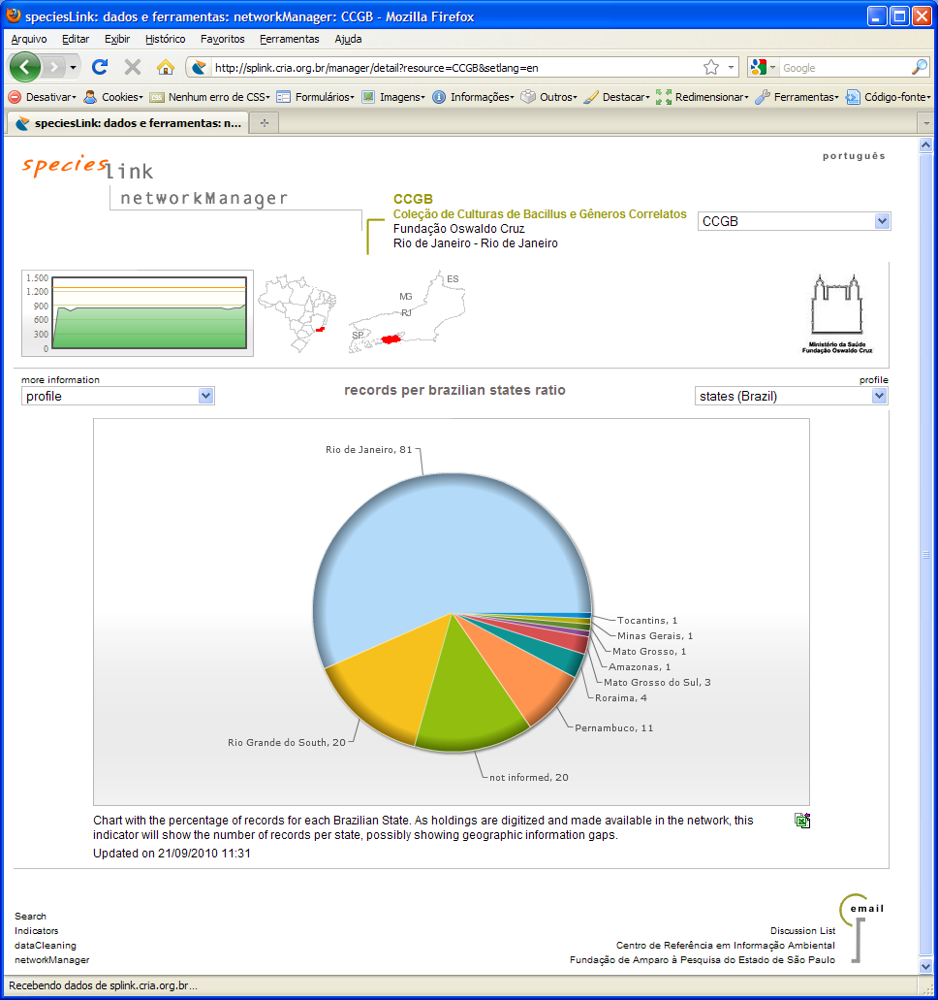 speciesLink: dados e ferramentas: networkManager: CCGB - Mozilla Firefox
Arquivo Editar Exibir Histórico Favoritos Ferramentas Ajuda
http://splink.cria.org.br/manager/detail?resource=CCGB&setlang=en
Google
Desativar Cookies CSS Nenhum erro de CSS Formulários Imagens Informações Outros Destacar Redimensionar Ferramentas Código-fonte
speciesLink: dados e ferramentas: n...
português
species
link
networkManager
CCGB
Coleção de Culturas de Bacillus e Gêneros Correlatos
Fundação Oswaldo Cruz
Rio de Janeiro - Rio de Janeiro
CCGB
1.500
1.200
900
600
300
0
ES
MG
RJ
SP
Ministério da Saúde
Fundação Oswaldo Cruz
more information
profile
records per brazilian states ratio
profile
states (Brazil)
Rio de Janeiro, 81
Tocantins, 1
Minas Gerais, 1
Mato Grosso, 1
Amazonas, 1
Mato Grosso do Sul, 3
Roraima, 4
Pernambuco, 11
Rio Grande do South, 20
not informed, 20
Chart with the percentage of records for each Brazilian State. As holdings are digitized and made available in the network, this
indicator will show the number of records per state, possibly showing geographic information gaps.
Updated on 21/09/2010 11:31
email
Search
Indicators
dataCleaning
networkManager
Discussion List
Centro de Referência em Informação Ambiental
Fundação de Amparo à Pesquisa do Estado de São Paulo
Recebendo dados de splink.cria.org.br...